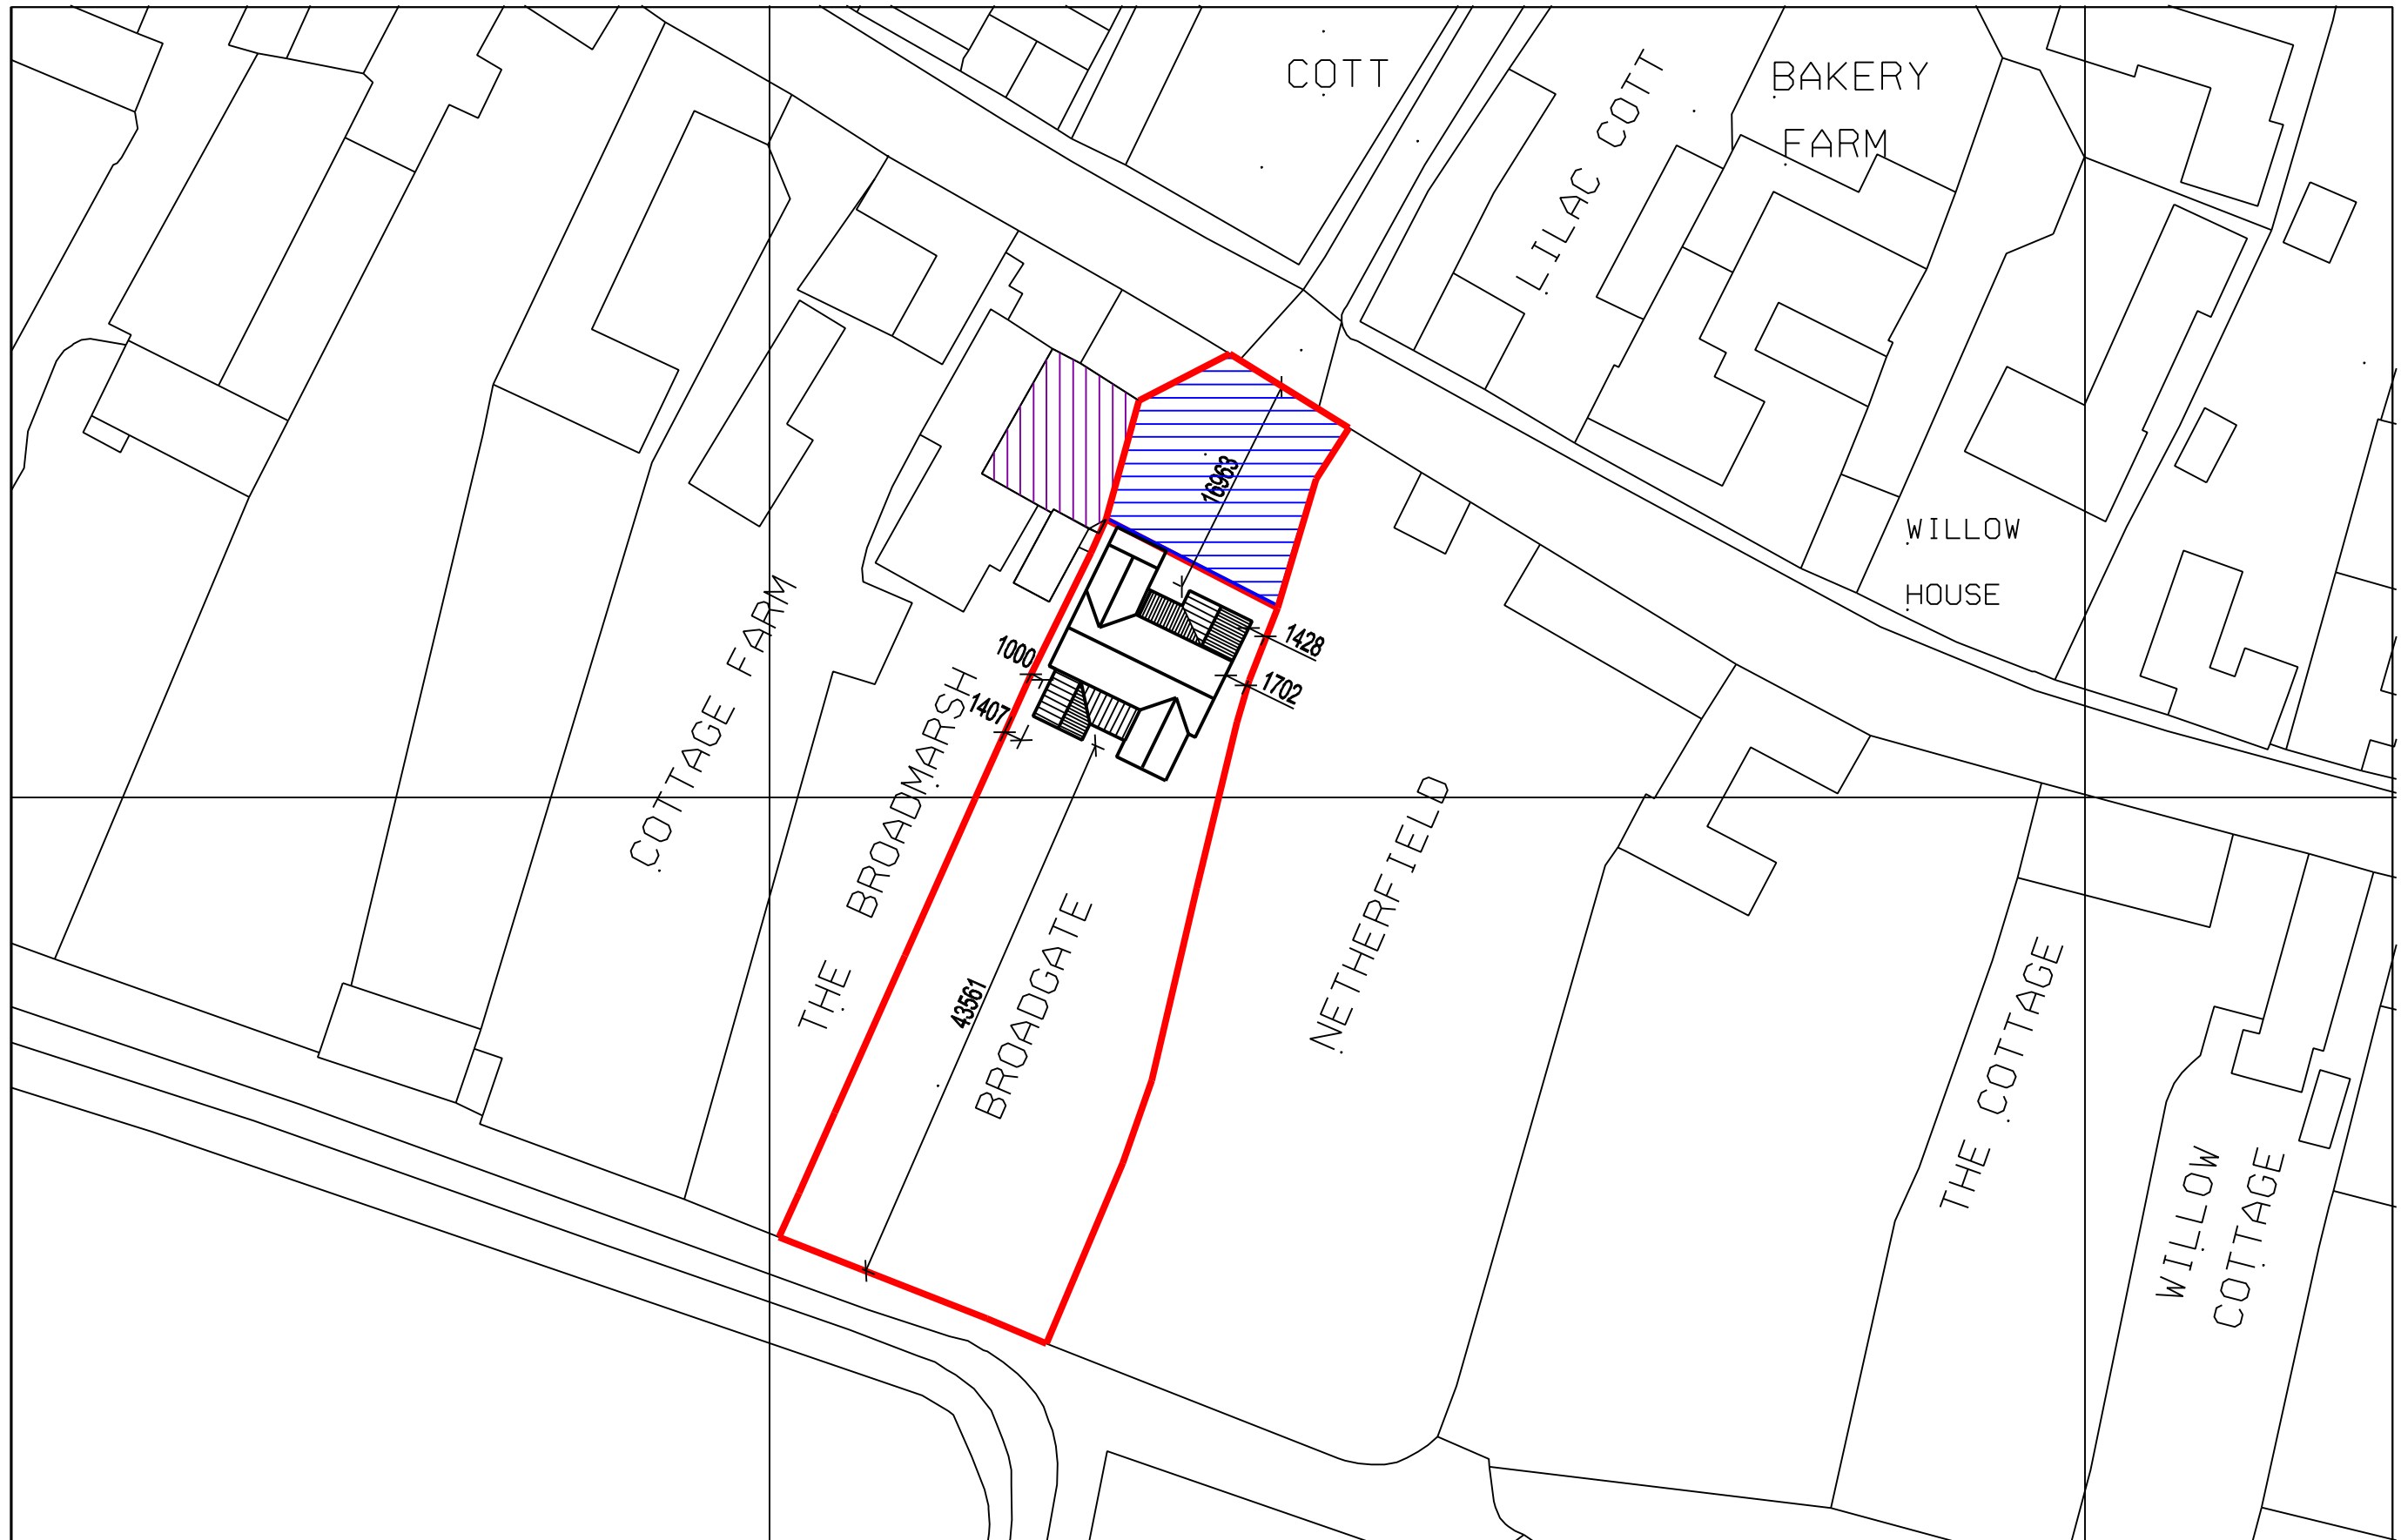 COTT
LILAC COTT
BAKERY
FARM
16963
WILLOW
HOUSE
COTTAGE FARM
THE BROADMARSH
1000
1407
1428
1702
43561
BROADGATE
NETHERFIELD
THE COTTAGE
WILLOW
COTTAGE